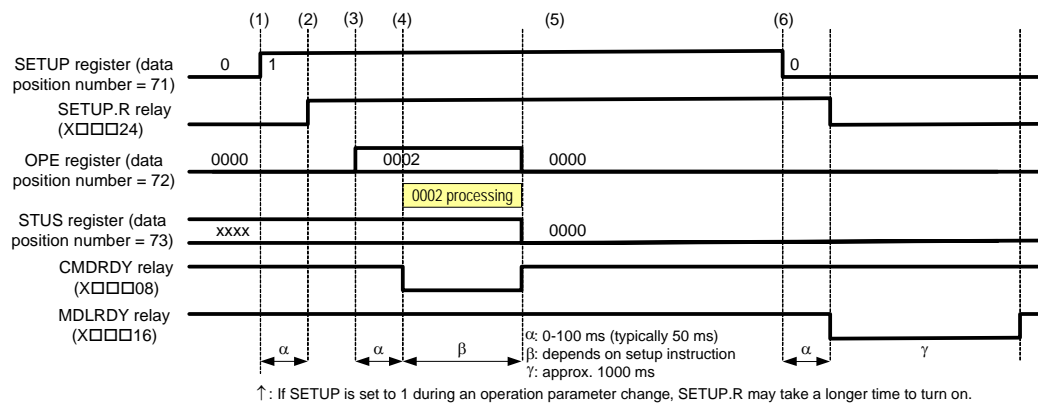 (1) (2) (3) (4) (5) (6)
SETUP register (data
position number = 71)
0 1 0
SETUP.R relay
(X□□□24)
OPE register (data
position number = 72)
0000 0002 0000
0002 processing
STUS register (data
position number = 73)
xxxx 0000
CMDRDY relay
(X□□□08)
MDLRDY relay
(X□□□16)
α: 0-100 ms (typically 50 ms)
β: depends on setup instruction
γ: approx. 1000 ms
α α β α γ
↑: If SETUP is set to 1 during an operation parameter change, SETUP.R may take a longer time to turn on.